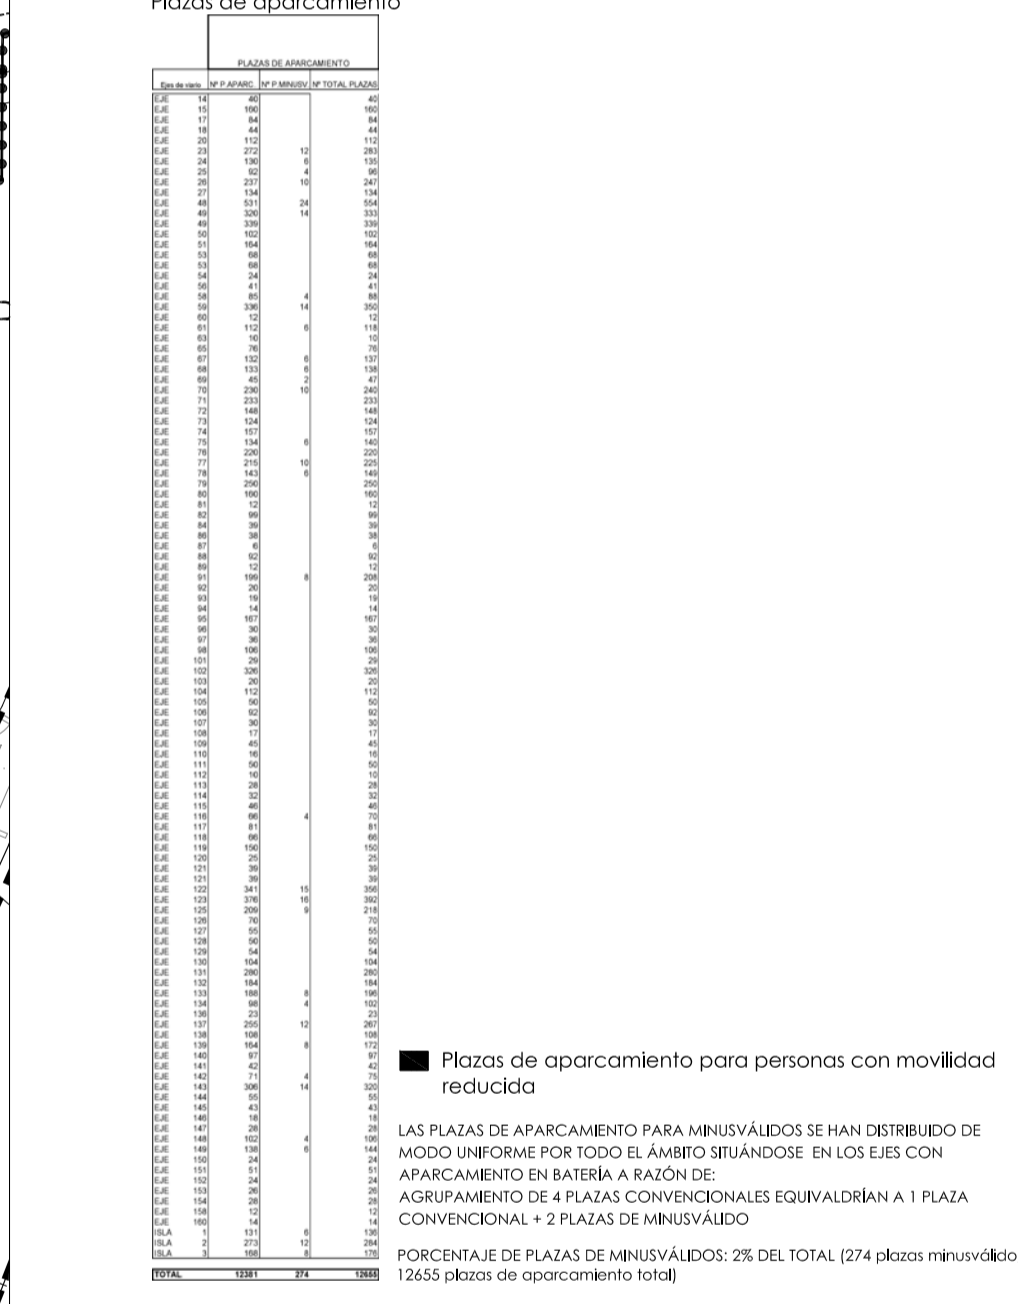 Plazas de aparcamiento
PLAZAS DE APARCAMIENTO
Ejes de viario Nº P.APARC. Nº P.MINUSV. Nº TOTAL PLAZAS
EJE 14 40 40
EJE 15 160 160
EJE 17 84 84
EJE 18 44 44
EJE 20 112 112
EJE 23 272 12 283
EJE 24 130 6 135
EJE 25 92 4 96
EJE 26 237 10 247
EJE 27 134 134
EJE 48 531 24 554
EJE 49 320 14 333
EJE 49 339 339
EJE 50 102 102
EJE 51 164 164
EJE 53 68 68
EJE 53 68 68
EJE 54 24 24
EJE 56 41 41
EJE 58 85 4 88
EJE 59 336 14 350
EJE 60 12 12
EJE 61 112 6 118
EJE 63 10 10
EJE 65 76 76
EJE 67 132 6 137
EJE 68 133 6 138
EJE 69 45 2 47
EJE 70 230 10 240
EJE 71 233 233
EJE 72 148 148
EJE 73 124 124
EJE 74 157 157
EJE 75 134 6 140
EJE 76 220 220
EJE 77 215 10 225
EJE 78 143 6 149
EJE 79 250 250
EJE 80 160 160
EJE 81 12 12
EJE 82 99 99
EJE 84 39 39
EJE 86 38 38
EJE 87 6 6
EJE 88 92 92
EJE 89 12 12
EJE 91 199 8 208
EJE 92 20 20
EJE 93 19 19
EJE 94 14 14
EJE 95 167 167
EJE 96 30 30
EJE 97 36 36
EJE 98 106 106
EJE 101 29 29
EJE 102 326 326
EJE 103 20 20
EJE 104 112 112
EJE 105 50 50
EJE 106 92 92
EJE 107 30 30
EJE 108 17 17
EJE 109 45 45
EJE 110 16 16
EJE 111 50 50
EJE 112 10 10
EJE 113 28 28
EJE 114 32 32
EJE 115 46 46
EJE 116 66 4 70
EJE 117 81 81
EJE 118 66 66
EJE 119 150 150
EJE 120 25 25
EJE 121 39 39
EJE 121 39 39
EJE 122 341 15 356
EJE 123 376 16 392
EJE 125 209 9 218
EJE 126 70 70
EJE 127 55 55
EJE 128 50 50
EJE 129 54 54
EJE 130 104 104
EJE 131 280 280
EJE 132 184 184
EJE 133 188 8 196
EJE 134 98 4 102
EJE 136 23 23
EJE 137 255 12 267
EJE 138 108 108
EJE 139 164 8 172
EJE 140 97 97
EJE 141 42 42
EJE 142 71 4 75
EJE 143 306 14 320
EJE 144 55 55
EJE 145 43 43
EJE 146 18 18
EJE 147 28 28
EJE 148 102 4 106
EJE 149 138 6 144
EJE 150 24 24
EJE 151 51 51
EJE 152 24 24
EJE 153 26 26
EJE 154 28 28
EJE 158 12 12
EJE 160 14 14
ISLA 1 131 6 136
ISLA 2 273 12 284
ISLA 3 168 8 176
TOTAL 12381 274 12655
Plazas de aparcamiento para personas con movilidad
reducida
LAS PLAZAS DE APARCAMIENTO PARA MINUSVÁLIDOS SE HAN DISTRIBUIDO DE
MODO UNIFORME POR TODO EL ÁMBITO SITUÁNDOSE EN LOS EJES CON
APARCAMIENTO EN BATERÍA A RAZÓN DE:
AGRUPAMIENTO DE 4 PLAZAS CONVENCIONALES EQUIVALDRÍAN A 1 PLAZA
CONVENCIONAL + 2 PLAZAS DE MINUSVÁLIDO
PORCENTAJE DE PLAZAS DE MINUSVÁLIDOS: 2% DEL TOTAL (274 plazas minusválido
12655 plazas de aparcamiento total)